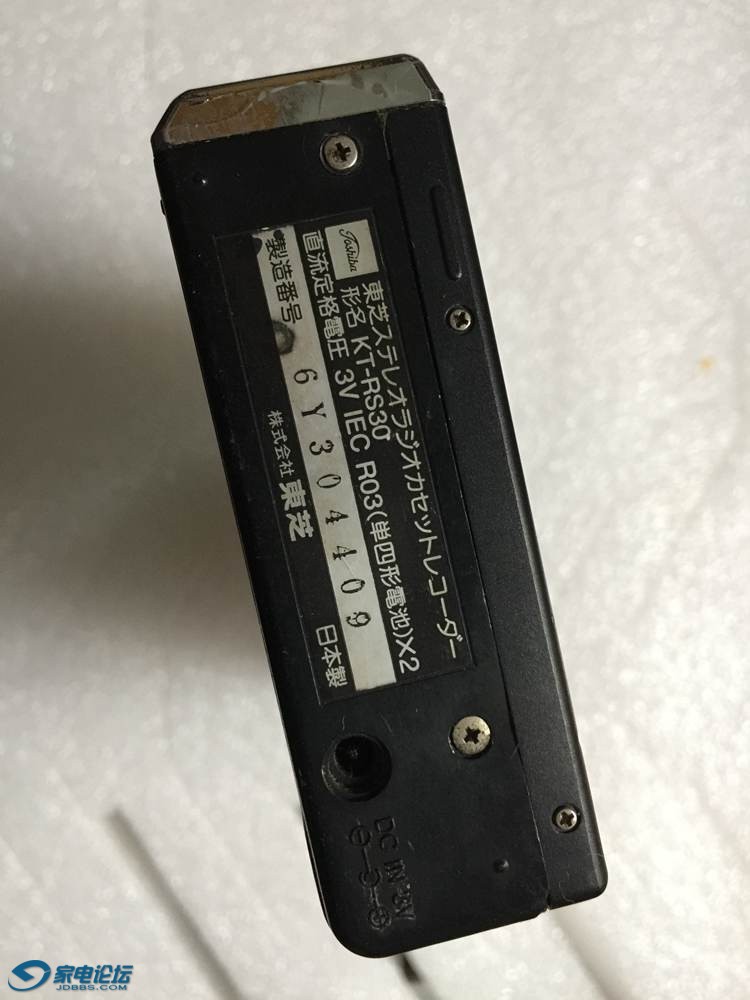 Toshiba
東芝ステレオラジオカセットレコーダー
形名 KT-RS30
直流定格電圧 3V IEC R03(単四形電池)X2
製造番号 6Y304409
株式会社 東芝 日本製
DC IN 3V
家电论坛
JDBBS.COM